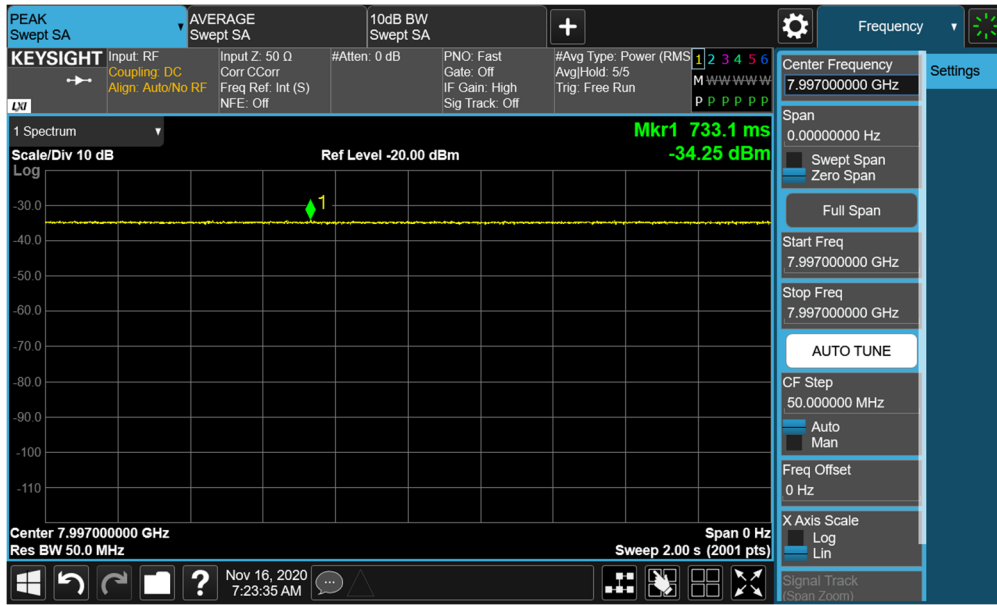 PEAK
Swept SA
AVERAGE
Swept SA
10dB BW
Swept SA
Frequency
KEYSIGHT
LXI
Input: RF
Coupling: DC
Align: Auto/No RF
Input Z: 50 Ω
Corr CCorr
Freq Ref: Int (S)
NFE: Off
#Atten: 0 dB
PNO: Fast
Gate: Off
IF Gain: High
Sig Track: Off
#Avg Type: Power (RMS
Avg|Hold: 5/5
Trig: Free Run
1 2 3 4 5 6
M W W W W W
P P P P P P
1 Spectrum
Scale/Div 10 dB
Log
Ref Level -20.00 dBm
Mkr1 733.1 ms
-34.25 dBm
1
-30.0
-40.0
-50.0
-60.0
-70.0
-80.0
-90.0
-100
-110
Center 7.997000000 GHz
Res BW 50.0 MHz
Span 0 Hz
Sweep 2.00 s (2001 pts)
Center Frequency
7.997000000 GHz
Span
0.00000000 Hz
Swept Span
Zero Span
Full Span
Start Freq
7.997000000 GHz
Stop Freq
7.997000000 GHz
AUTO TUNE
CF Step
50.000000 MHz
Auto
Man
Freq Offset
0 Hz
X Axis Scale
Log
Lin
Signal Track
(Span Zoom)
Settings
?
Nov 16, 2020
7:23:35 AM